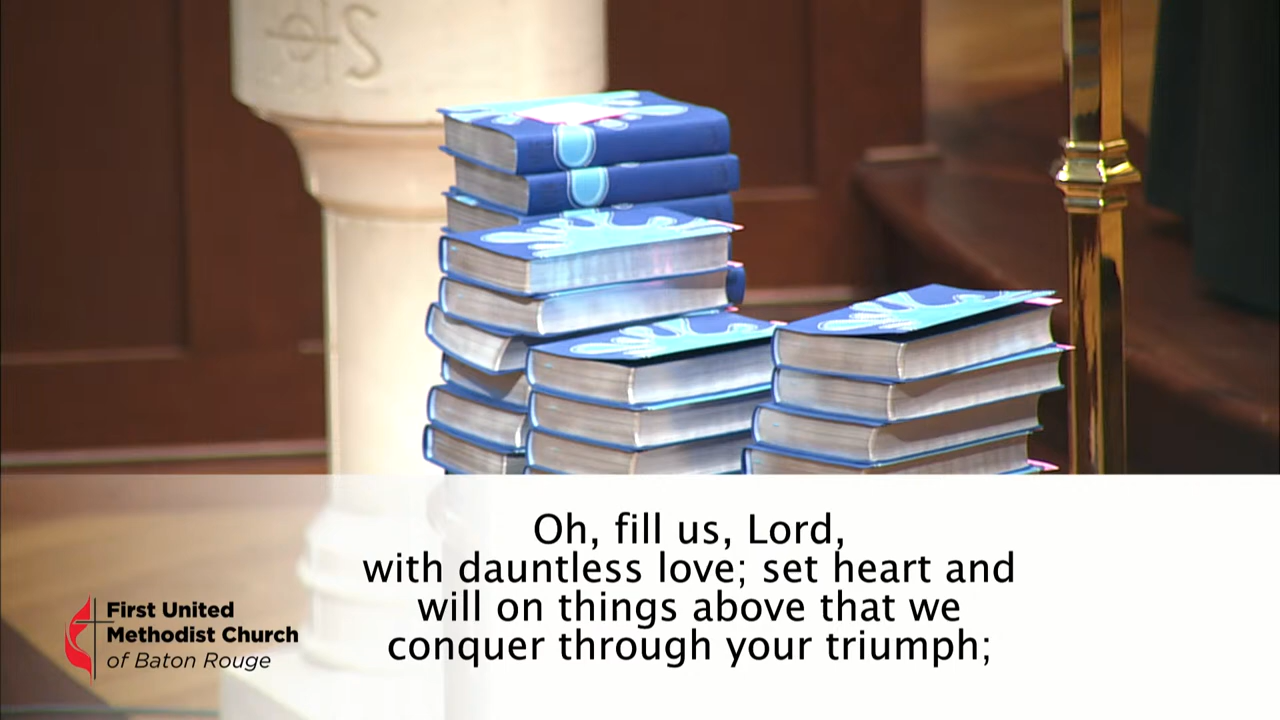 Oh, fill us, Lord,
with dauntless love; set heart and
will on things above that we
conquer through your triumph;
First United
Methodist Church
of Baton Rouge